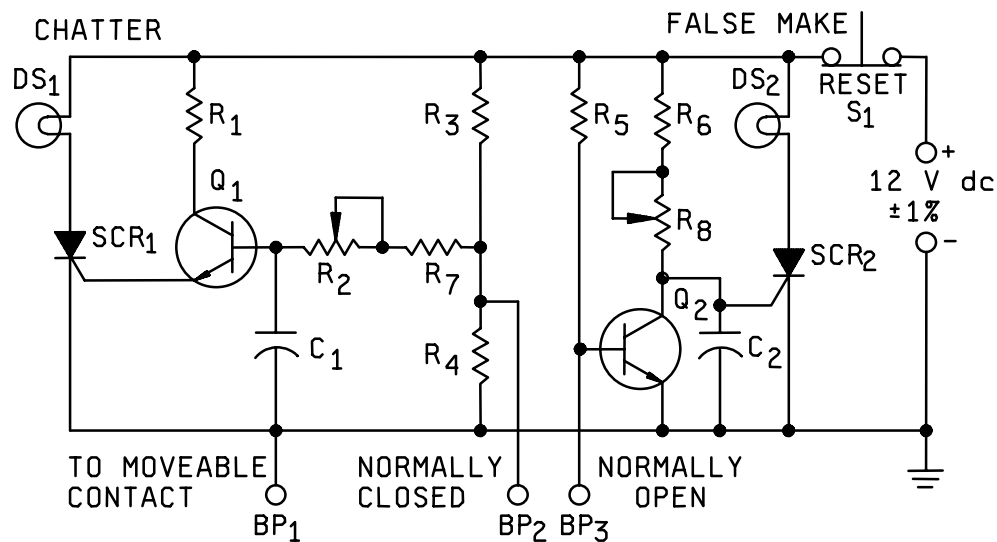 CHATTER
FALSE MAKE
DS1
R1
R3
R5
R6
DS2
RESET
S1
+
12 V dc
±1%
-
Q1
SCR1
R2
R7
R8
SCR2
Q2
C1
R4
C2
TO MOVEABLE
CONTACT
NORMALLY
CLOSED
NORMALLY
OPEN
BP1
BP2
BP3